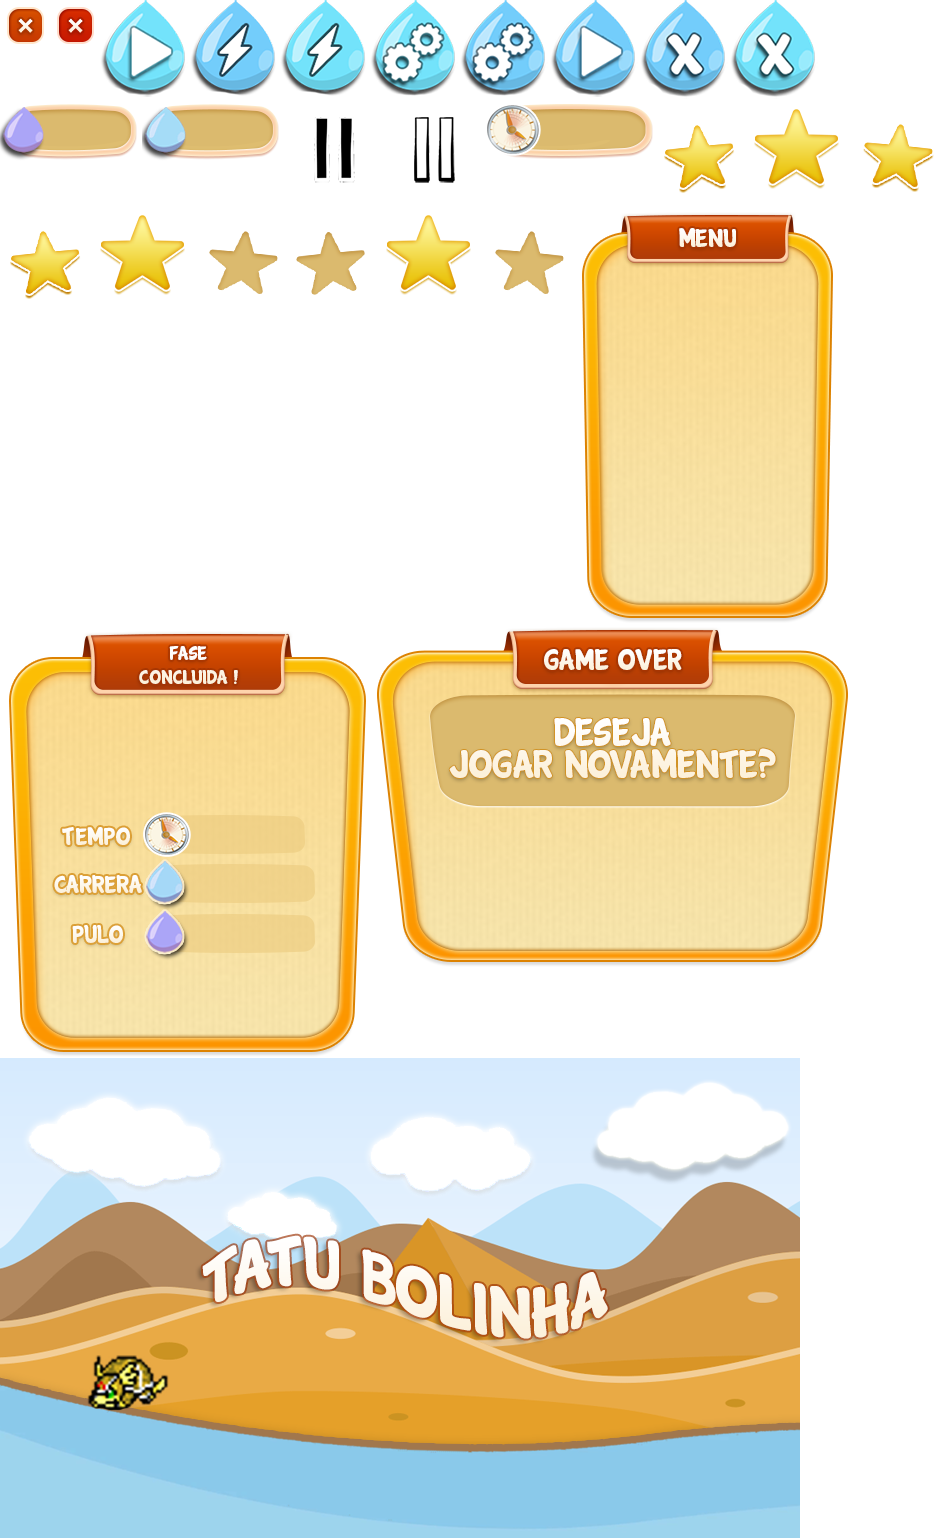 MENU
FASE
CONCLUIDA !
GAME OVER
DESEJA
JOGAR NOVAMENTE?
TEMPO
CARRERA
PULO
TATU BOLINHA